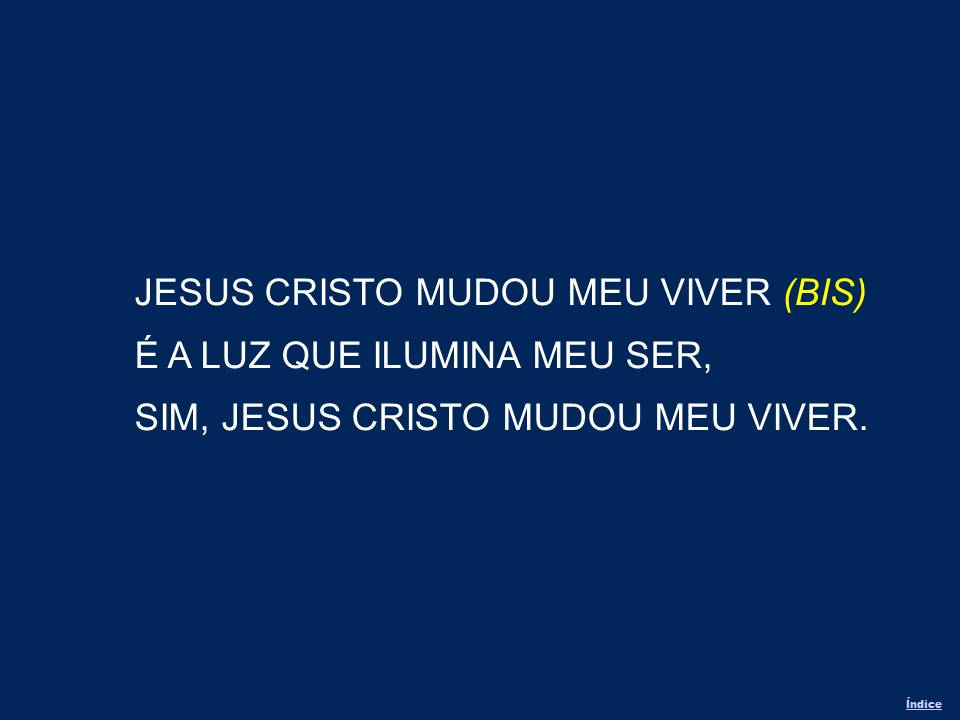 JESUS CRISTO MUDOU MEU VIVER (BIS)
É A LUZ QUE ILUMINA MEU SER,
SIM, JESUS CRISTO MUDOU MEU VIVER.
Índice